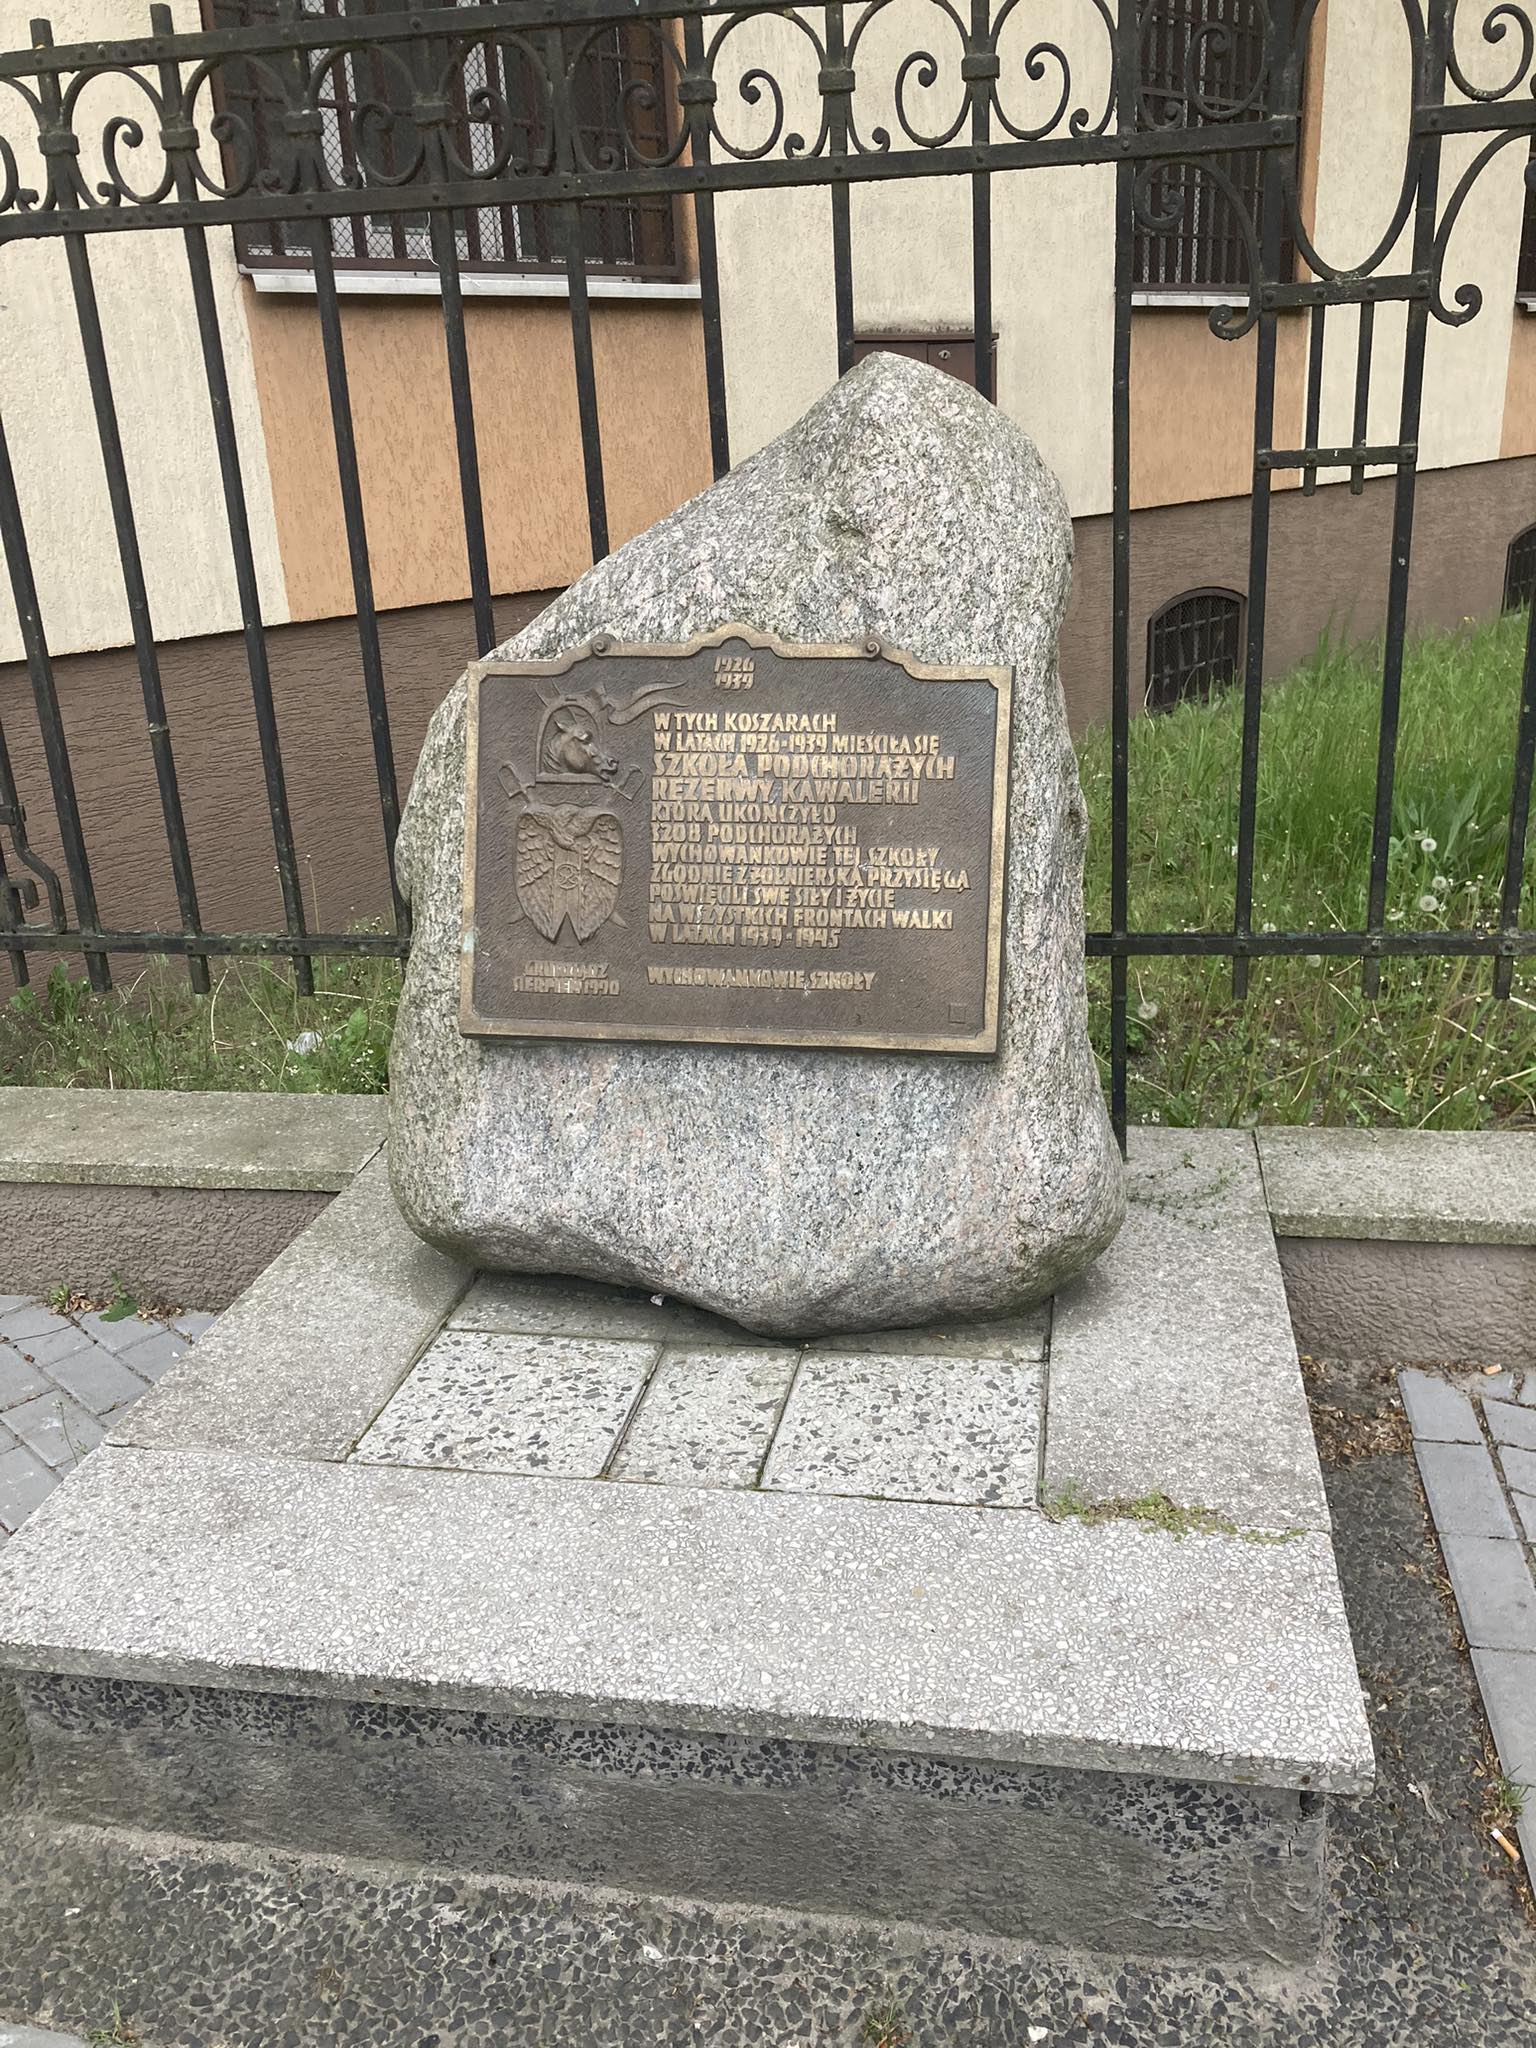 1926
1939
W TYCH KOSZARACH
W LATACH 1926-1939 MIEŚCIŁA SIĘ
SZKOŁA PODCHORĄŻYCH
REZERWY KAWALERII
KTÓRĄ UKOŃCZYŁO
3208 PODCHORĄŻYCH
WYCHOWANKOWIE TEJ SZKOŁY
ZGODNIE Z ŻOŁNIERSKĄ PRZYSIĘGĄ
POŚWIĘCILI SWE SIŁY I ŻYCIE
NA WSZYSTKICH FRONTACH WALKI
W LATACH 1939-1945
WYCHOWANKOWIE SZKOŁY
GRUDZIĄDZ
SIERPIEŃ 1990